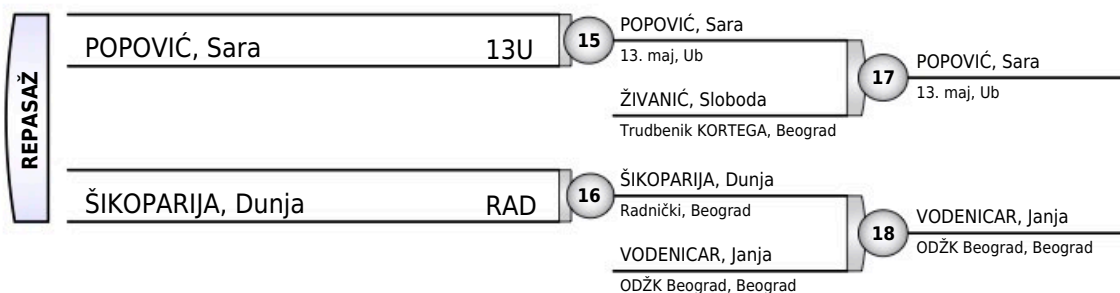 REPASAŽ
POPOVIĆ, Sara 13U
15
POPOVIĆ, Sara
13. maj, Ub
ŽIVANIĆ, Sloboda
Trudbenik KORTEGA, Beograd
17
POPOVIĆ, Sara
13. maj, Ub
ŠIKOPARIJA, Dunja RAD
16
ŠIKOPARIJA, Dunja
Radnički, Beograd
VODENICAR, Janja
ODŽK Beograd, Beograd
18
VODENICAR, Janja
ODŽK Beograd, Beograd